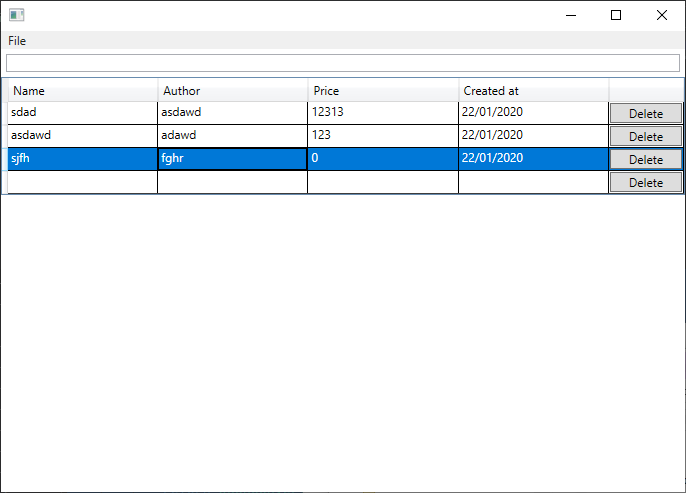 File
Name Author Price Created at
sdad asdawd 12313 22/01/2020 Delete
asdawd adawd 123 22/01/2020 Delete
sjfh fghr 0 22/01/2020 Delete
Delete